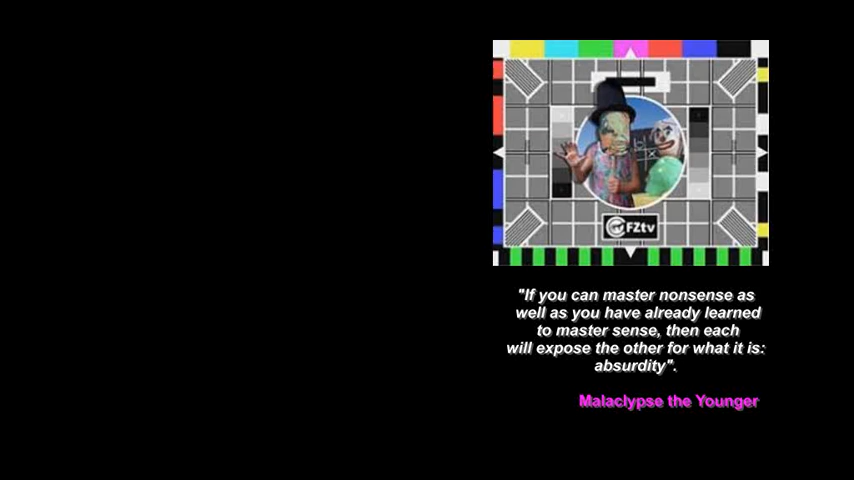 FZtv
"If you can master nonsense as
well as you have already learned
to master sense, then each
will expose the other for what it is:
absurdity".
Malaclypse the Younger